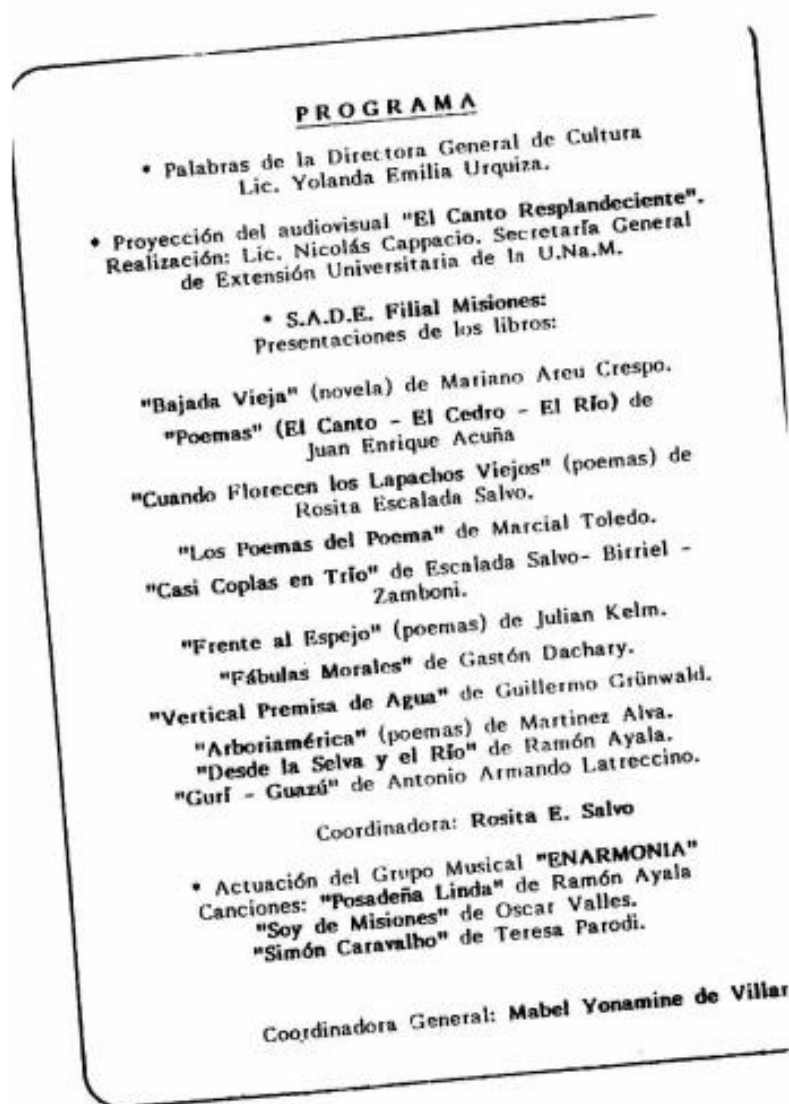 PROGRAMA
* Palabras de la Directora General de Cultura
Lic. Yolanda Emilia Urquiza.
* Proyección del audiovisual "El Canto Resplandeciente".
Realización: Lic. Nicolás Cappacio. Secretaría General
de Extensión Universitaria de la U.Na.M.
* S.A.D.E. Filial Misiones:
Presentaciones de los libros:
"Bajada Vieja" (novela) de Mariano Areu Crespo.
"Poemas" (El Canto - El Cedro - El Río) de
Juan Enrique Acuña
"Cuando Florecen los Lapachos Viejos" (poemas) de
Rosita Escalada Salvo.
"Los Poemas del Poema" de Marcial Toledo.
"Casi Coplas en Trío" de Escalada Salvo- Birriel -
Zamboni.
"Frente al Espejo" (poemas) de Julian Kelm.
"Fábulas Morales" de Gastón Dachary.
"Vertical Premisa de Agua" de Guillermo Grünwald.
"Arboriamérica" (poemas) de Martinez Alva.
"Desde la Selva y el Río" de Ramón Ayala.
"Gurí - Guazú" de Antonio Armando Latreccino.
Coordinadora: Rosita E. Salvo
* Actuación del Grupo Musical "ENARMONIA"
Canciones: "Posadeña Linda" de Ramón Ayala
"Soy de Misiones" de Oscar Valles.
"Simón Caravalho" de Teresa Parodi.
Coordinadora General: Mabel Yonamine de Villar